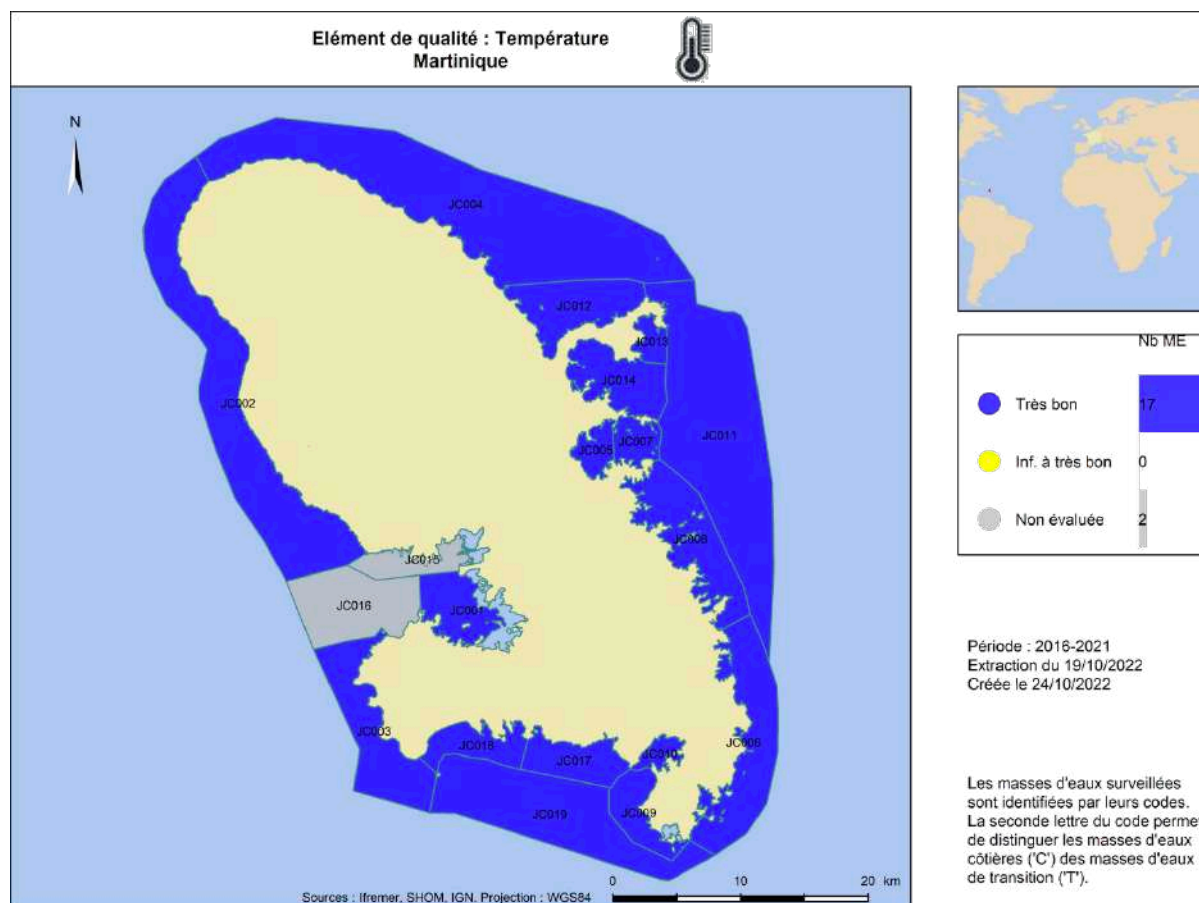 Elément de qualité : Température
Martinique
N
JC004
JC012
JC013
JC014
JC002
JC011
JC005
JC007
JC008
JC015
JC016
JC001
JC003
JC018
JC017
JC010
JC006
JC019
JC009
0 10 20 km
Sources : Ifremer, SHOM, IGN. Projection : WGS84
Nb ME
Très bon 17
Inf. à très bon 0
Non évaluée 2
Période : 2016-2021
Extraction du 19/10/2022
Créée le 24/10/2022
Les masses d'eaux surveillées
sont identifiées par leurs codes.
La seconde lettre du code permet
de distinguer les masses d'eaux
côtières ('C') des masses d'eaux
de transition ('T').